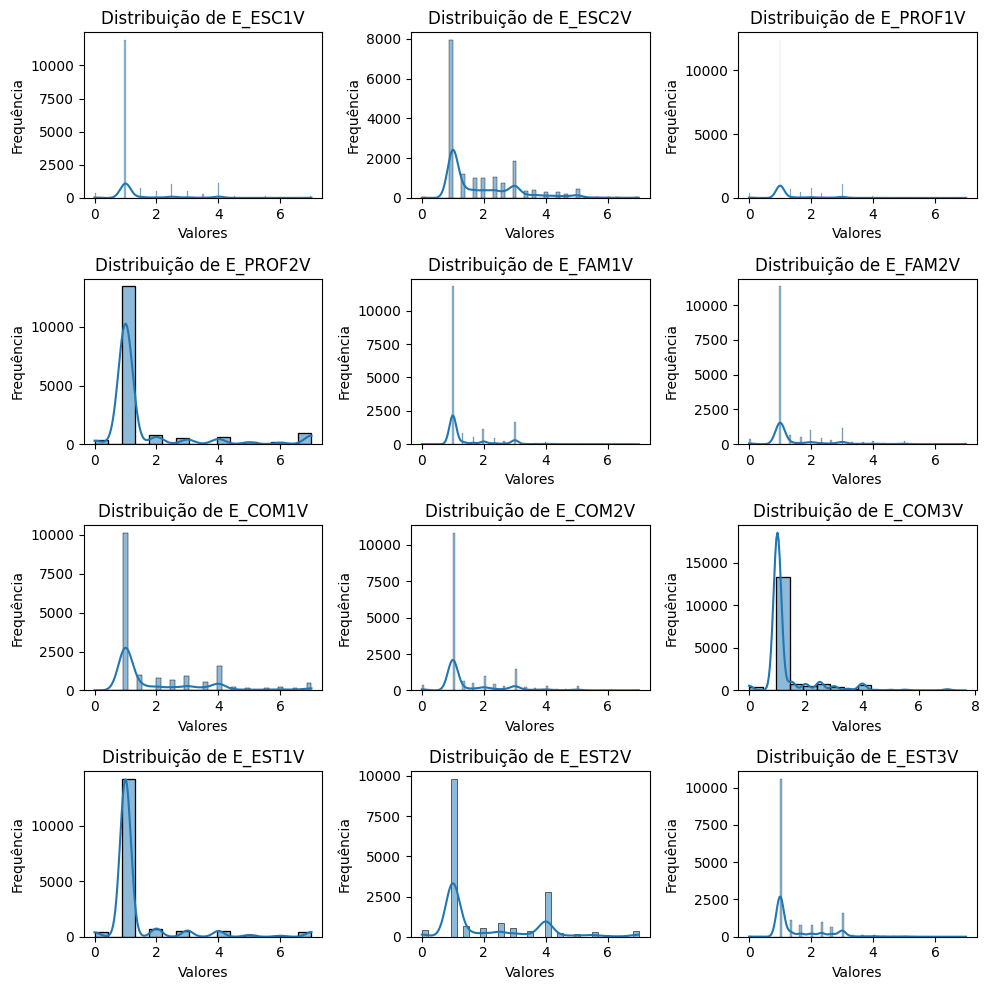 Distribuição de E_ESC1V
Frequência
10000
7500
5000
2500
0
0 2 4 6
Valores
Distribuição de E_ESC2V
Frequência
8000
6000
4000
2000
0
0 2 4 6
Valores
Distribuição de E_PROF1V
Frequência
10000
5000
0
0 2 4 6
Valores
Distribuição de E_PROF2V
Frequência
10000
5000
0
0 2 4 6
Valores
Distribuição de E_FAM1V
Frequência
10000
7500
5000
2500
0
0 2 4 6
Valores
Distribuição de E_FAM2V
Frequência
10000
7500
5000
2500
0
0 2 4 6
Valores
Distribuição de E_COM1V
Frequência
10000
7500
5000
2500
0
0 2 4 6
Valores
Distribuição de E_COM2V
Frequência
10000
7500
5000
2500
0
0 2 4 6
Valores
Distribuição de E_COM3V
Frequência
15000
10000
5000
0
0 2 4 6 8
Valores
Distribuição de E_EST1V
Frequência
10000
5000
0
0 2 4 6
Valores
Distribuição de E_EST2V
Frequência
10000
7500
5000
2500
0
0 2 4 6
Valores
Distribuição de E_EST3V
Frequência
10000
7500
5000
2500
0
0 2 4 6
Valores